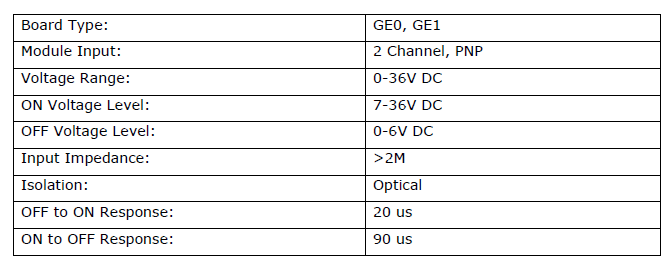 Board Type: GE0, GE1
Module Input: 2 Channel, PNP
Voltage Range: 0-36V DC
ON Voltage Level: 7-36V DC
OFF Voltage Level: 0-6V DC
Input Impedance: >2M
Isolation: Optical
OFF to ON Response: 20 us
ON to OFF Response: 90 us